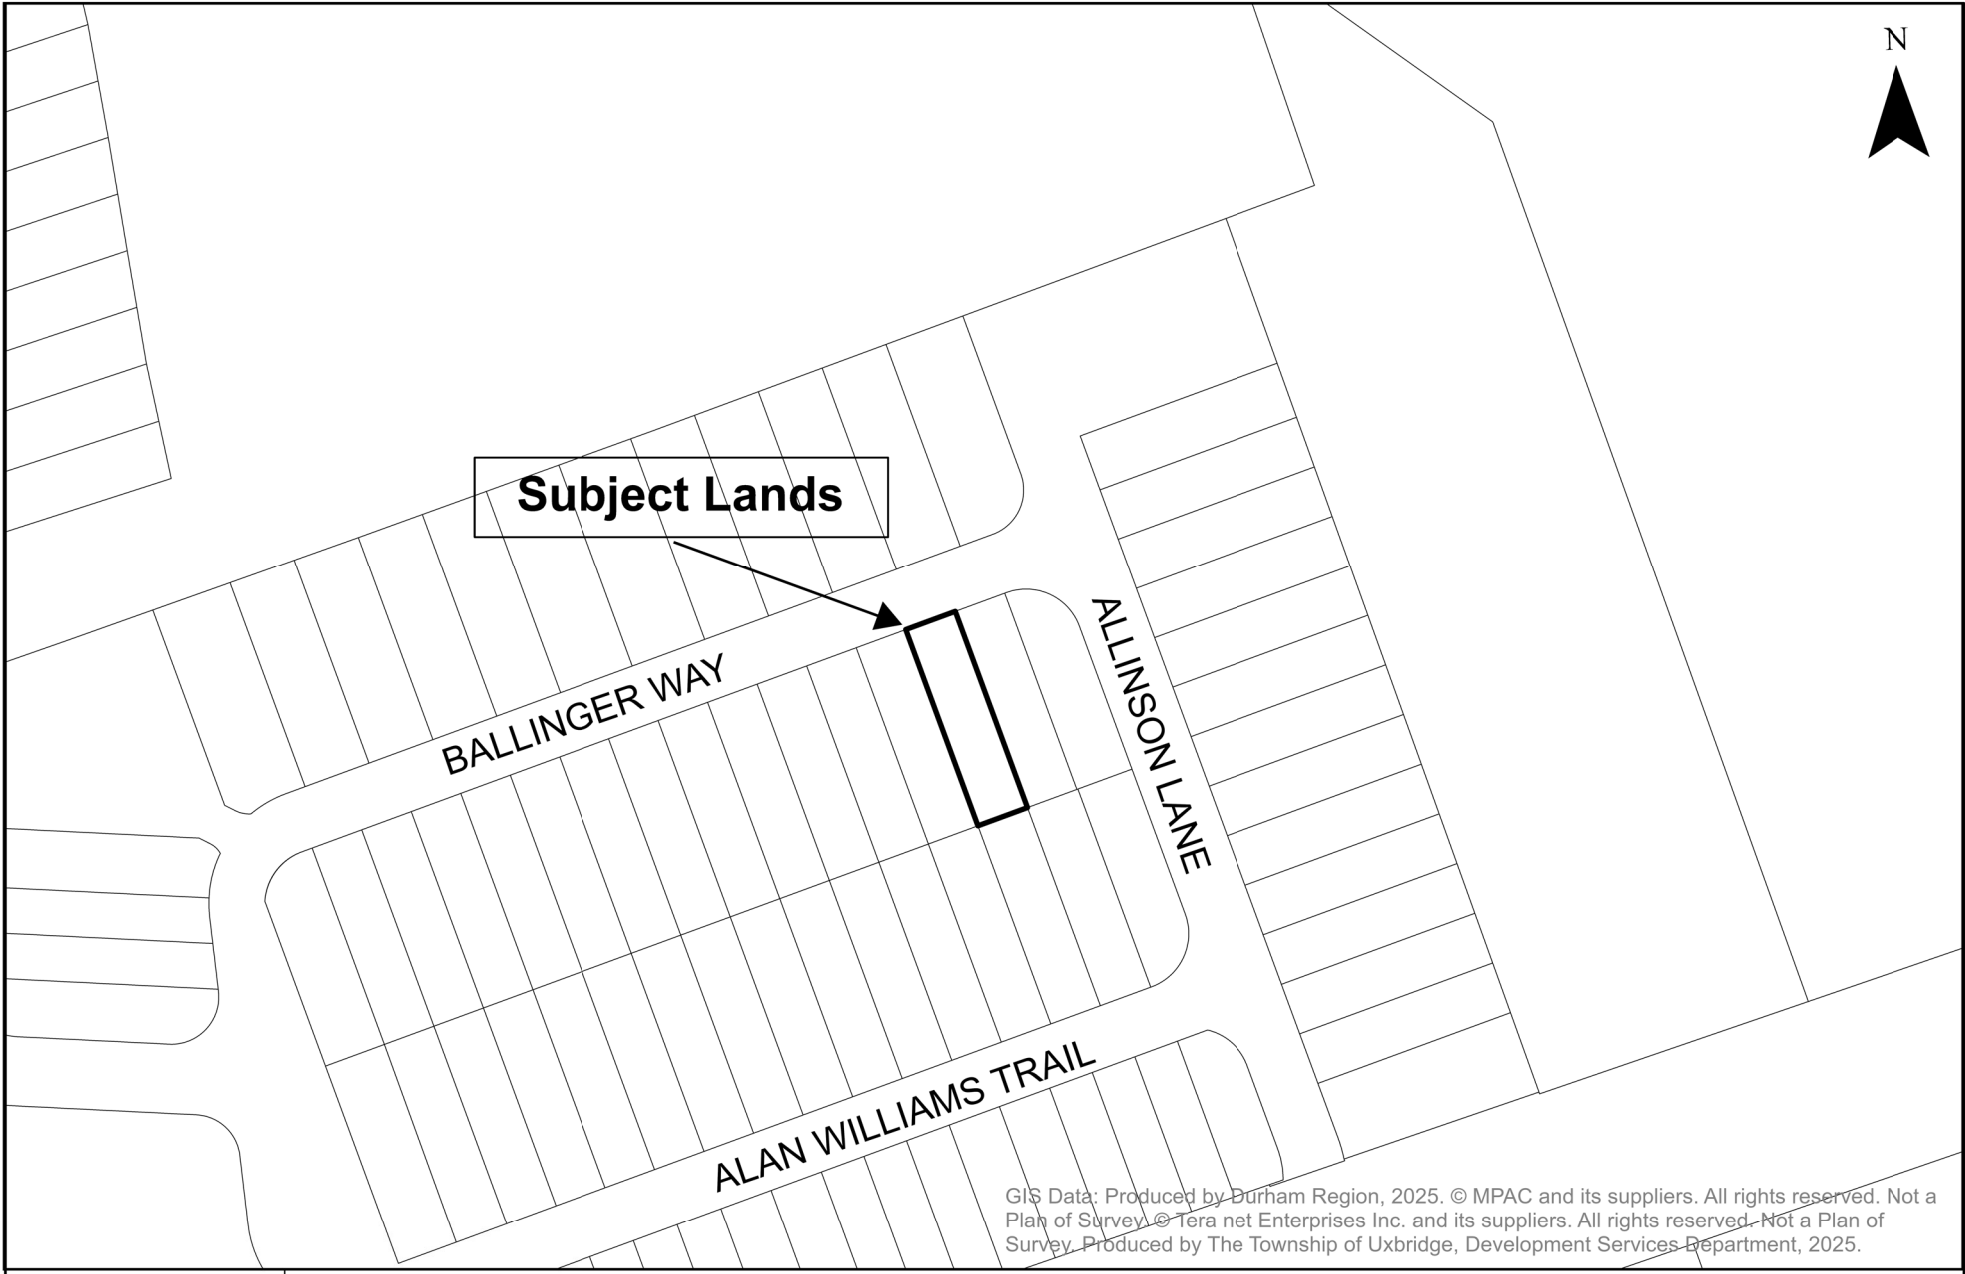 N
Subject Lands
BALLINGER WAY
ALLINSON LANE
ALAN WILLIAMS TRAIL
GIS Data: Produced by Durham Region, 2025. © MPAC and its suppliers. All rights reserved. Not a
Plan of Survey. © Tera net Enterprises Inc. and its suppliers. All rights reserved. Not a Plan of
Survey. Produced by The Township of Uxbridge, Development Services Department, 2025.